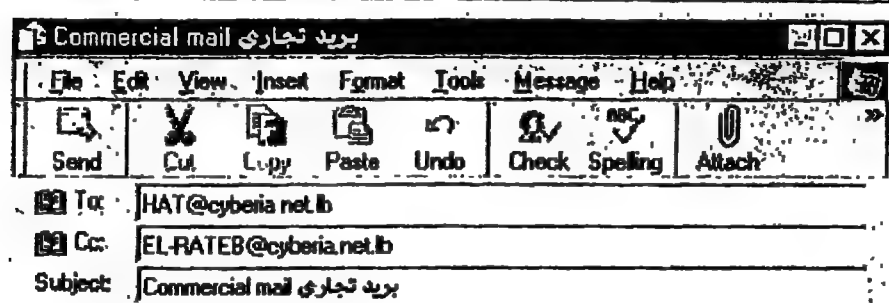 Commercial mail بريد تجاري
File Edit View Insert Format Tools Message Help
Send Cut Copy Paste Undo Check Spelling Attach »
To: HAT@cyberia.net.lb
Cc: EL-RATEB@cyberia.net.lb
Subject: Commercial mail بريد تجاري